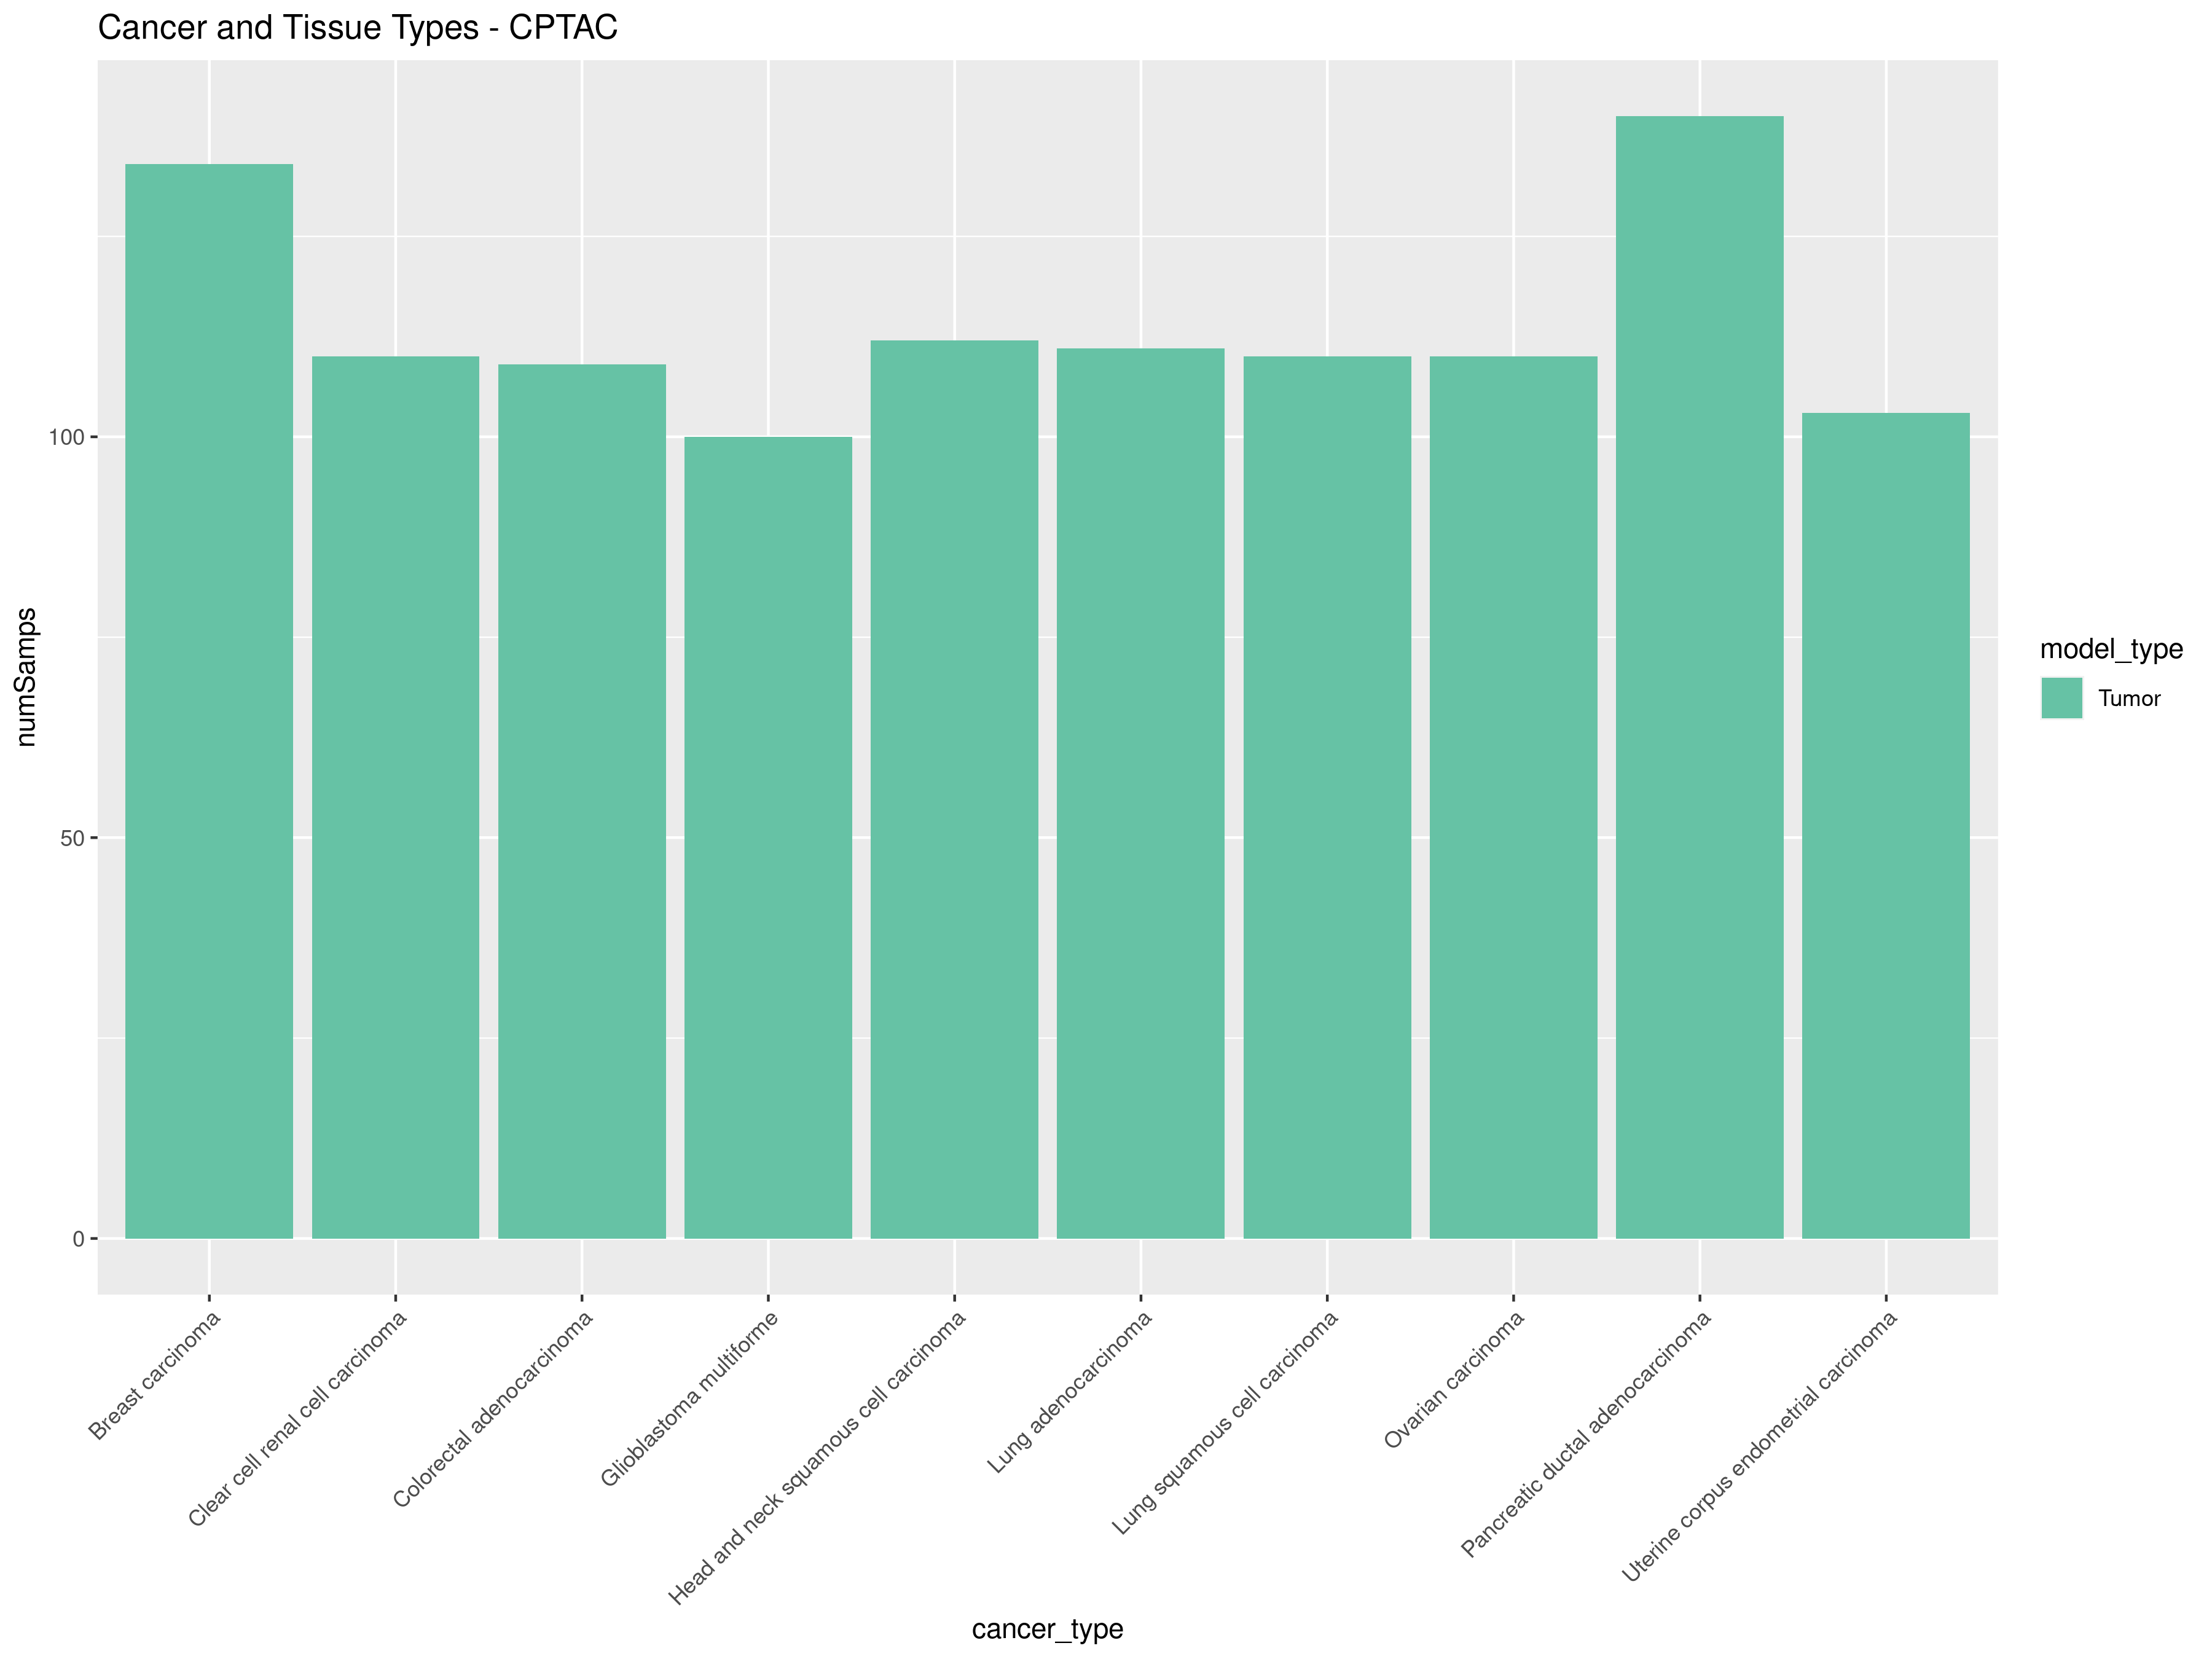 Cancer and Tissue Types - CPTAC
numSamps
100
50
0
Breast carcinoma
Clear cell renal cell carcinoma
Colorectal adenocarcinoma
Glioblastoma multiforme
Head and neck squamous cell carcinoma
Lung adenocarcinoma
Lung squamous cell carcinoma
Ovarian carcinoma
Pancreatic ductal adenocarcinoma
Uterine corpus endometrial carcinoma
cancer_type
model_type
Tumor